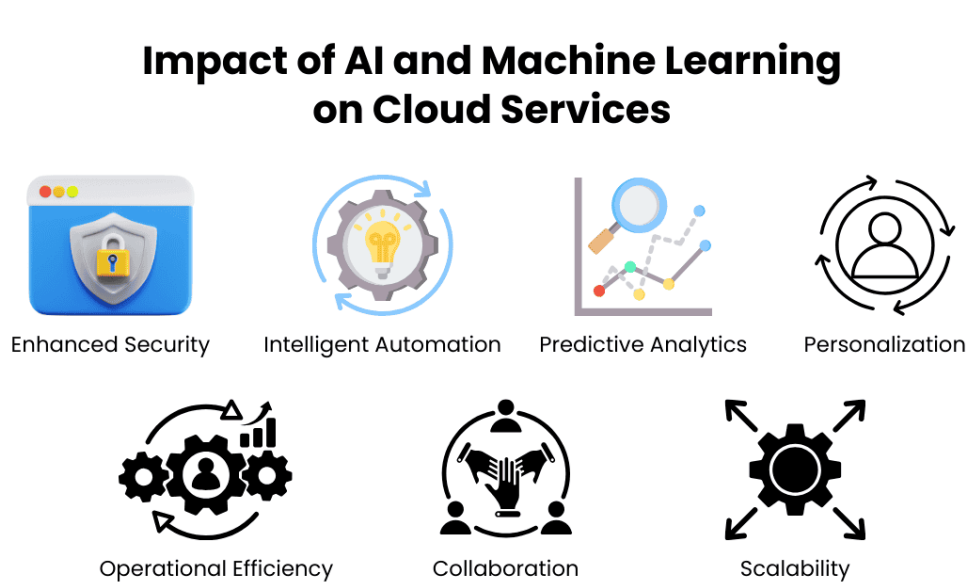 Impact of AI and Machine Learning
on Cloud Services
Enhanced Security
Intelligent Automation
Predictive Analytics
Personalization
Operational Efficiency
Collaboration
Scalability